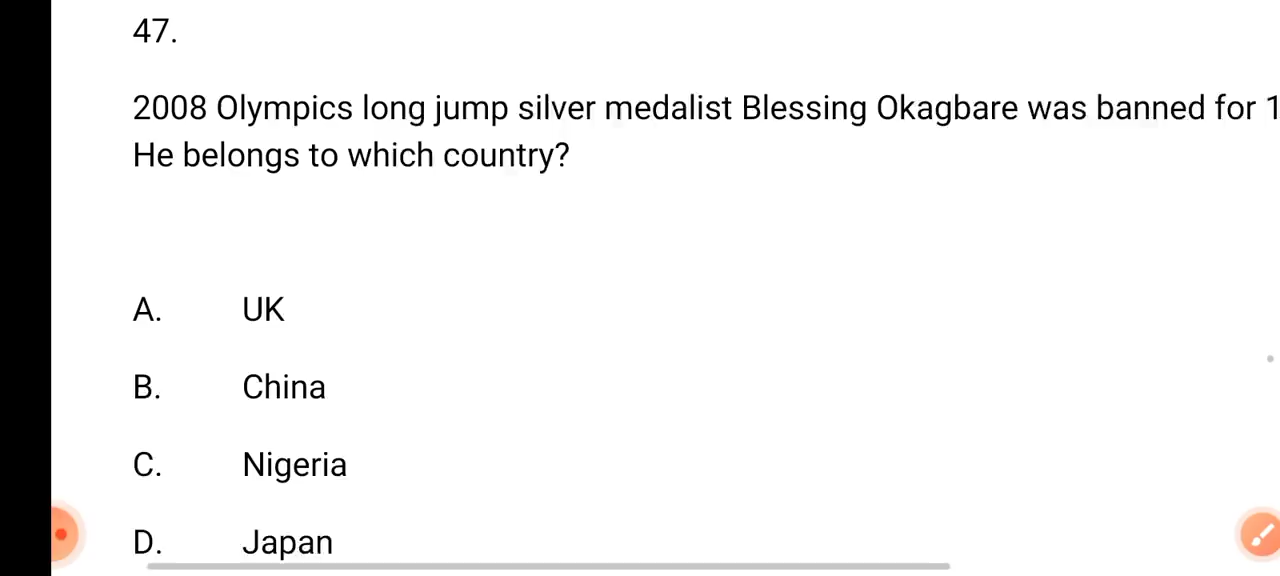 47.
2008 Olympics long jump silver medalist Blessing Okagbare was banned for 1
He belongs to which country?
A. UK
B. China
C. Nigeria
D. Japan